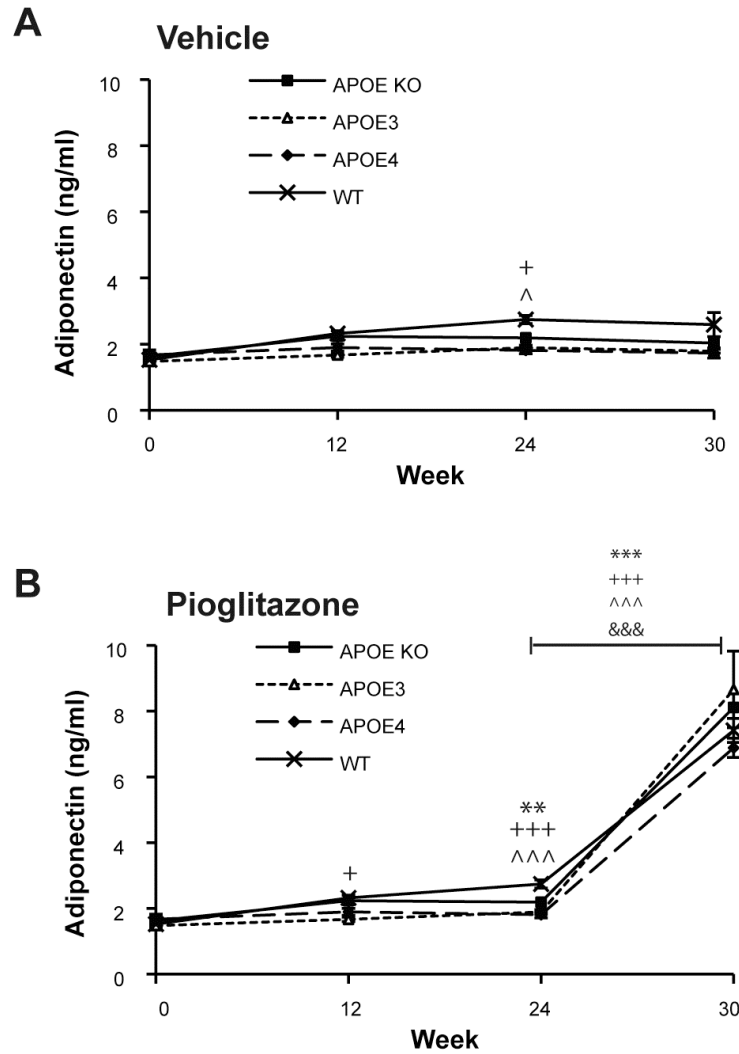 A
Vehicle
10
8
6
4
2
0
Adiponectin (ng/ml)
APOE KO
APOE3
APOE4
WT
+
^
0 12 24 30
Week
B
Pioglitazone
***
+++
^^^
&&&
10
8
6
4
2
0
Adiponectin (ng/ml)
APOE KO
APOE3
APOE4
WT
+
**
+++
^^^
0 12 24 30
Week